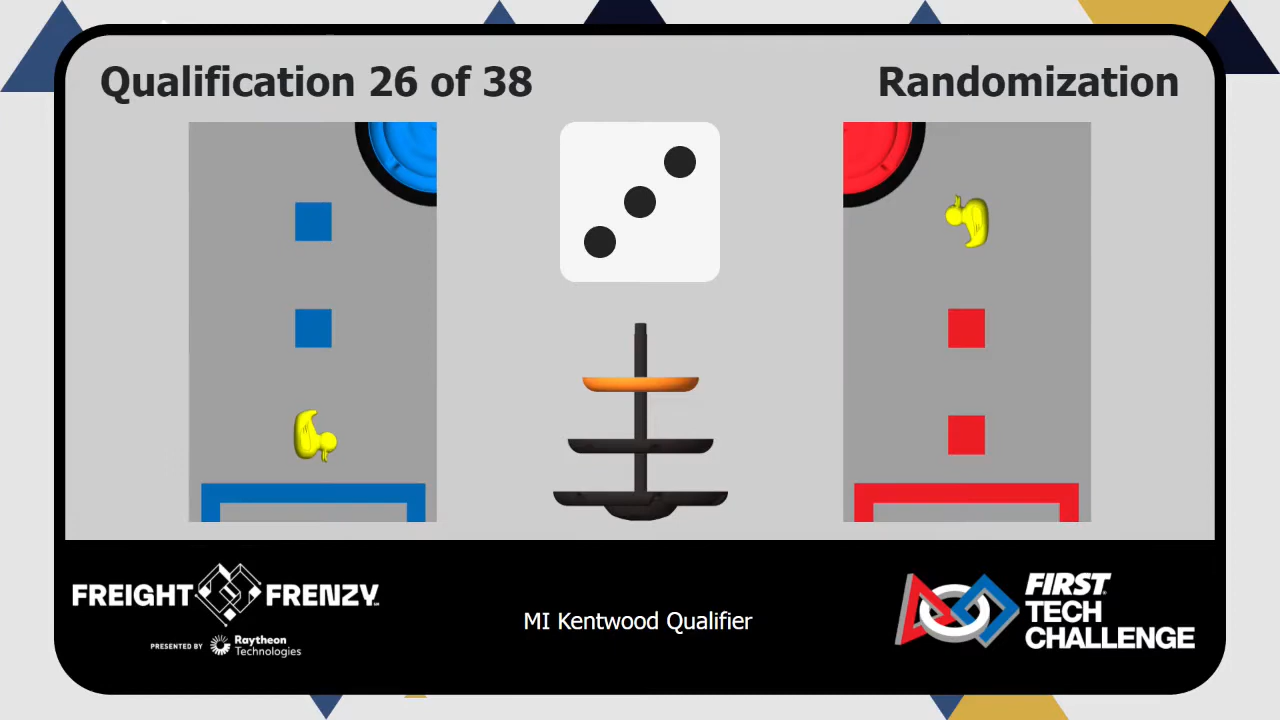 Qualification 26 of 38
Randomization
FREIGHT FRENZY
PRESENTED BY Raytheon
Technologies
MI Kentwood Qualifier
FIRST
TECH
CHALLENGE